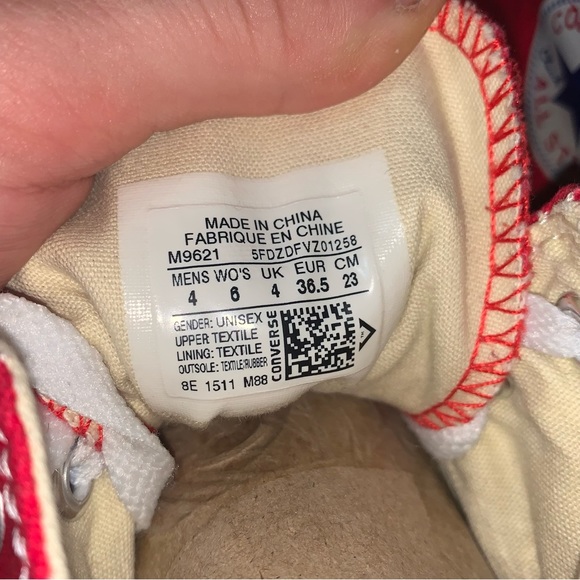 MADE IN CHINA
FABRIQUE EN CHINE
M9621 5FDZDFVZ01258
MENS WO'S UK EUR CM
4 6 4 36.5 23
GENDER: UNISEX
UPPER TEXTILE
LINING: TEXTILE
OUTSOLE: TEXTILE/RUBBER
8E 1511 M88
CONVERSE